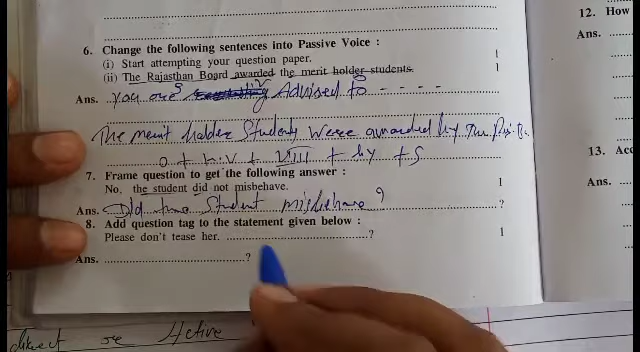 6. Change the following sentences into Passive Voice :
(i) Start attempting your question paper. 1
(ii) The Rajasthan Board awarded the merit holder students. 1
Ans. You are Advised to - - - -
The merit holder students were awarded by The
O + h.v + VIII + by + S
7. Frame question to get the following answer :
No, the student did not misbehave. 1
Ans. Did the student misbehave ? ?
8. Add question tag to the statement given below :
Please don't tease her. ? 1
Ans. ?
Active
12. How
Ans.
13. Acc
Ans.